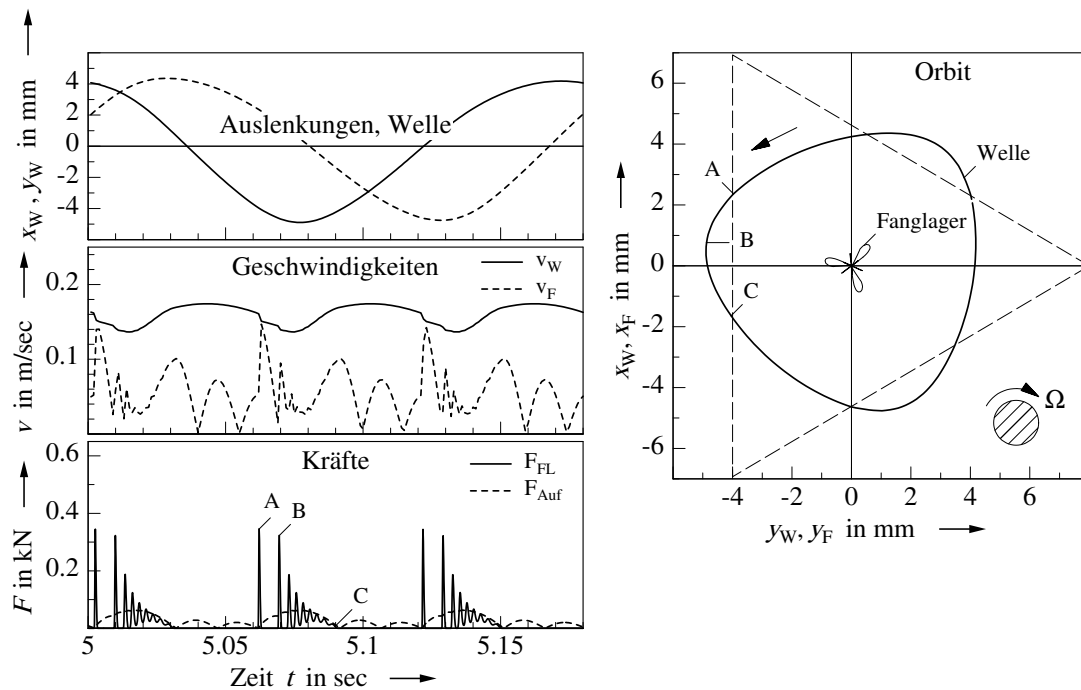 x_W, y_W in mm
4
2
0
-2
-4
Auslenkungen, Welle
v in m/sec
0.2
0.1
Geschwindigkeiten
v_W
v_F
F in kN
0.6
0.4
0.2
Kräfte
F_FL
F_Auf
A
B
C
5 5.05 5.1 5.15
Zeit t in sec
Orbit
x_W, x_F in mm
6
4
2
0
-2
-4
-6
Welle
A
B
C
Fanglager
Ω
-4 -2 0 2 4 6
y_W, y_F in mm